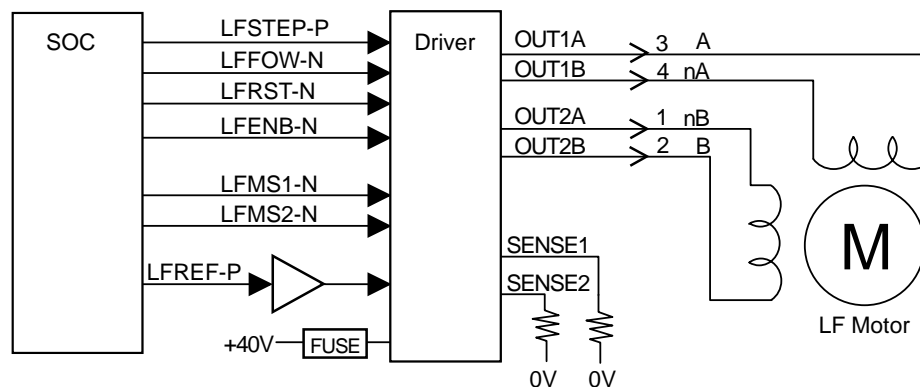 SOC
LFSTEP-P
LFFOW-N
LFRST-N
LFENB-N
LFMS1-N
LFMS2-N
LFREF-P
+40V
FUSE
Driver
OUT1A
3
A
OUT1B
4
nA
OUT2A
1
nB
OUT2B
2
B
SENSE1
SENSE2
0V
0V
M
LF Motor